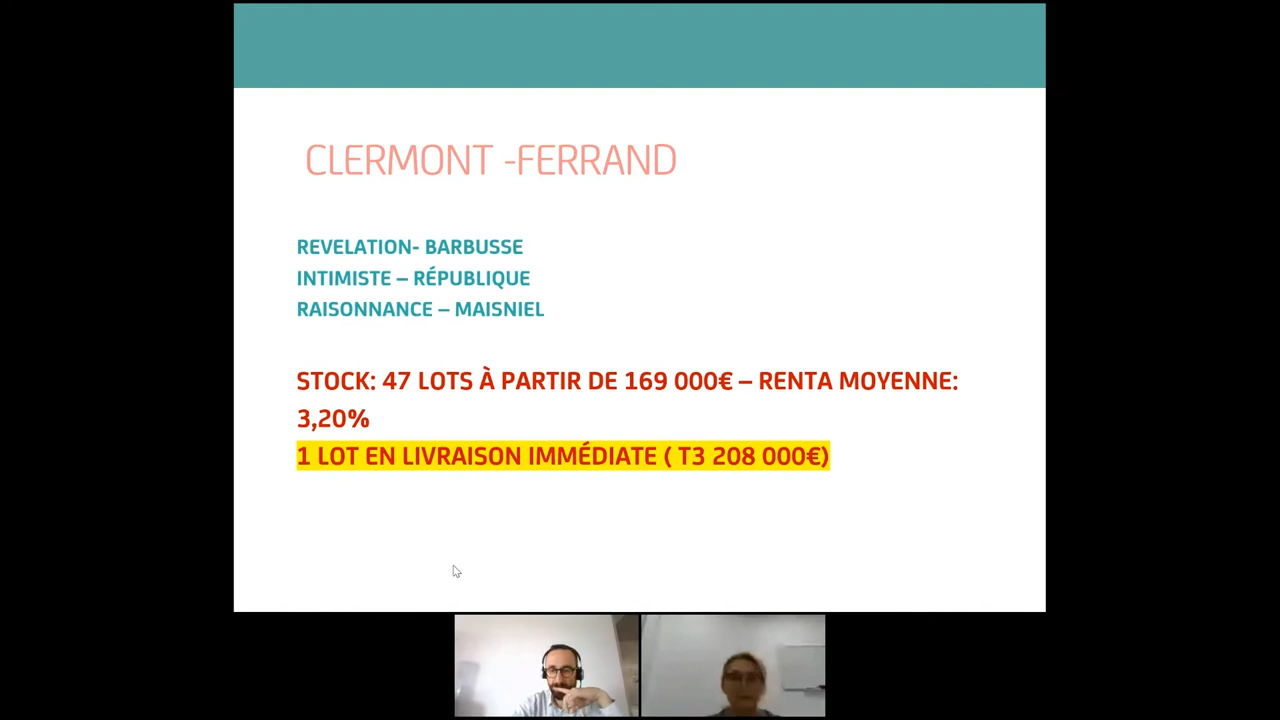 CLERMONT -FERRAND
REVELATION- BARBUSSE
INTIMISTE – RÉPUBLIQUE
RAISONNANCE – MAISNIEL
STOCK: 47 LOTS À PARTIR DE 169 000€ – RENTA MOYENNE:
3,20%
1 LOT EN LIVRAISON IMMÉDIATE ( T3 208 000€)